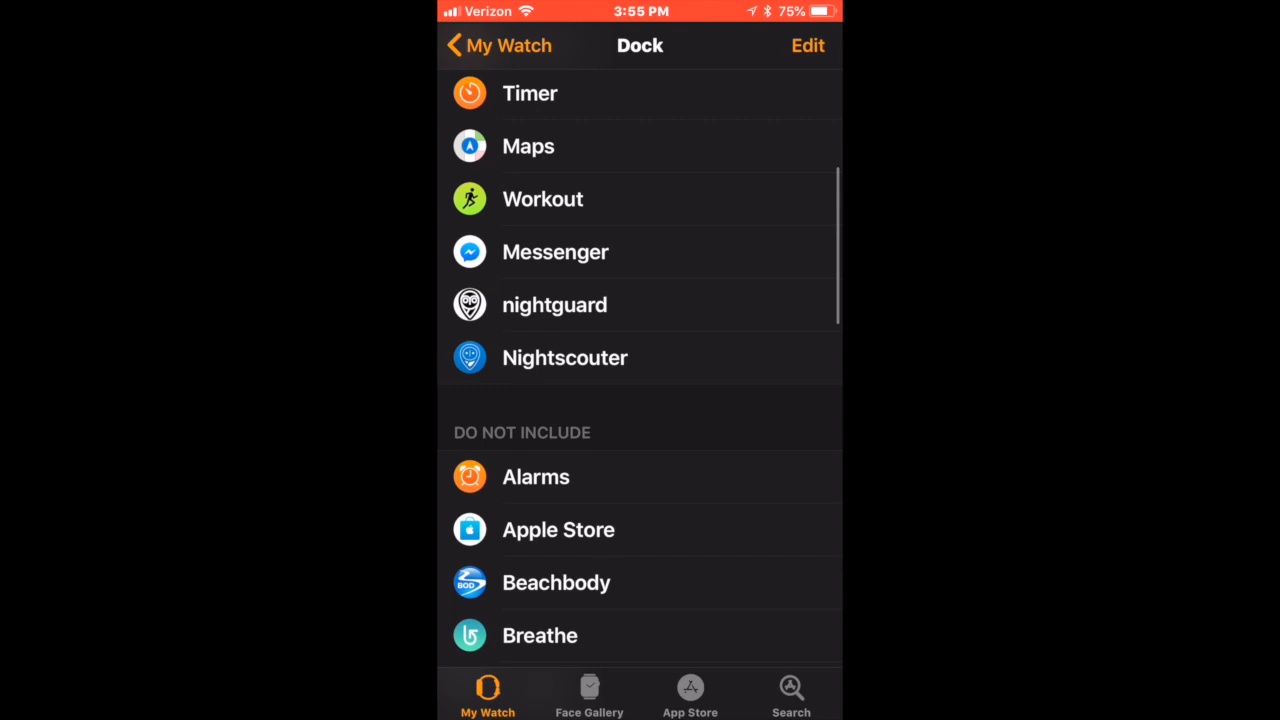 Verizon 3:55 PM 75%
My Watch Dock Edit
Timer
Maps
Workout
Messenger
nightguard
Nightscouter
DO NOT INCLUDE
Alarms
Apple Store
BOD Beachbody
Breathe
My Watch Face Gallery App Store Search